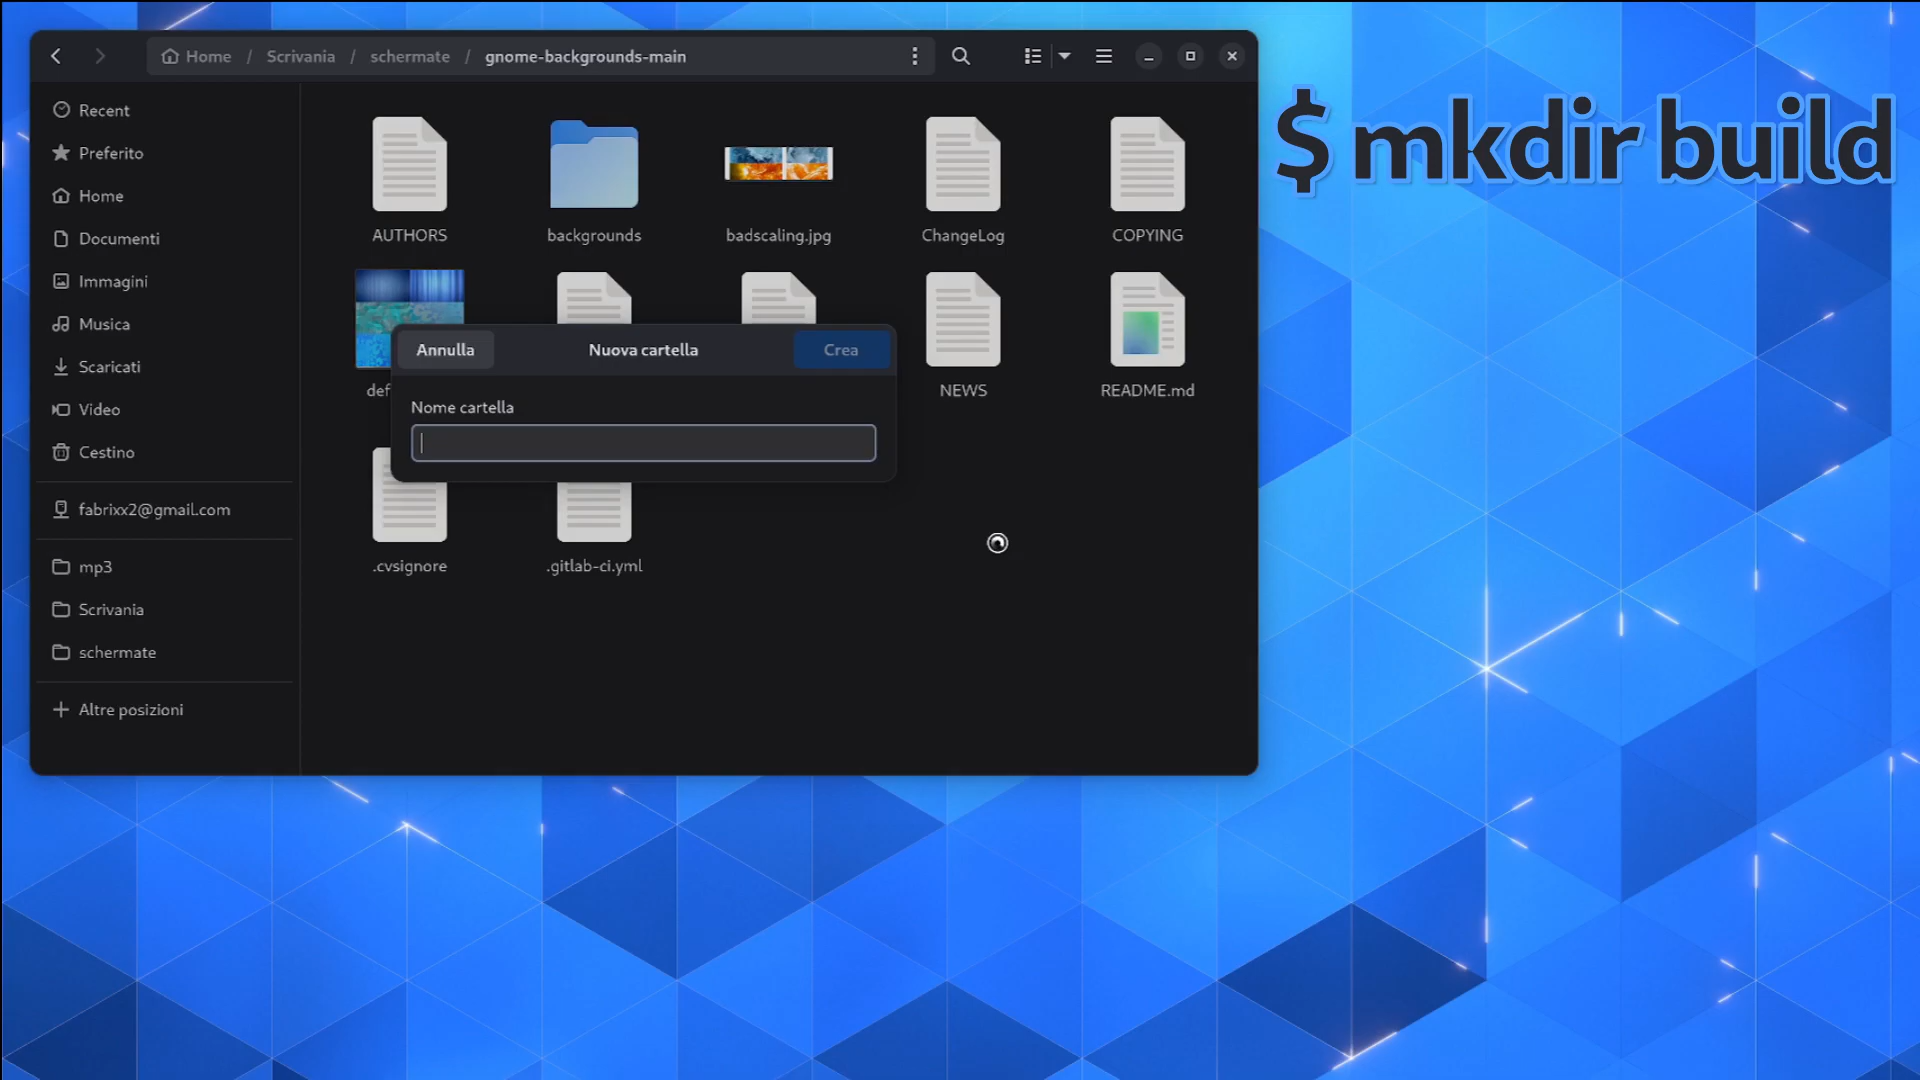 Home / Scrivania / schermate / gnome-backgrounds-main
$ mkdir build
Recent
Preferito
Home
Documenti
Immagini
Musica
Scaricati
Video
Cestino
fabrixx2@gmail.com
mp3
Scrivania
schermate
Altre posizioni
AUTHORS
backgrounds
badscaling.jpg
ChangeLog
COPYING
def
NEWS
README.md
Annulla
Nuova cartella
Crea
Nome cartella
.cvsignore
.gitlab-ci.yml